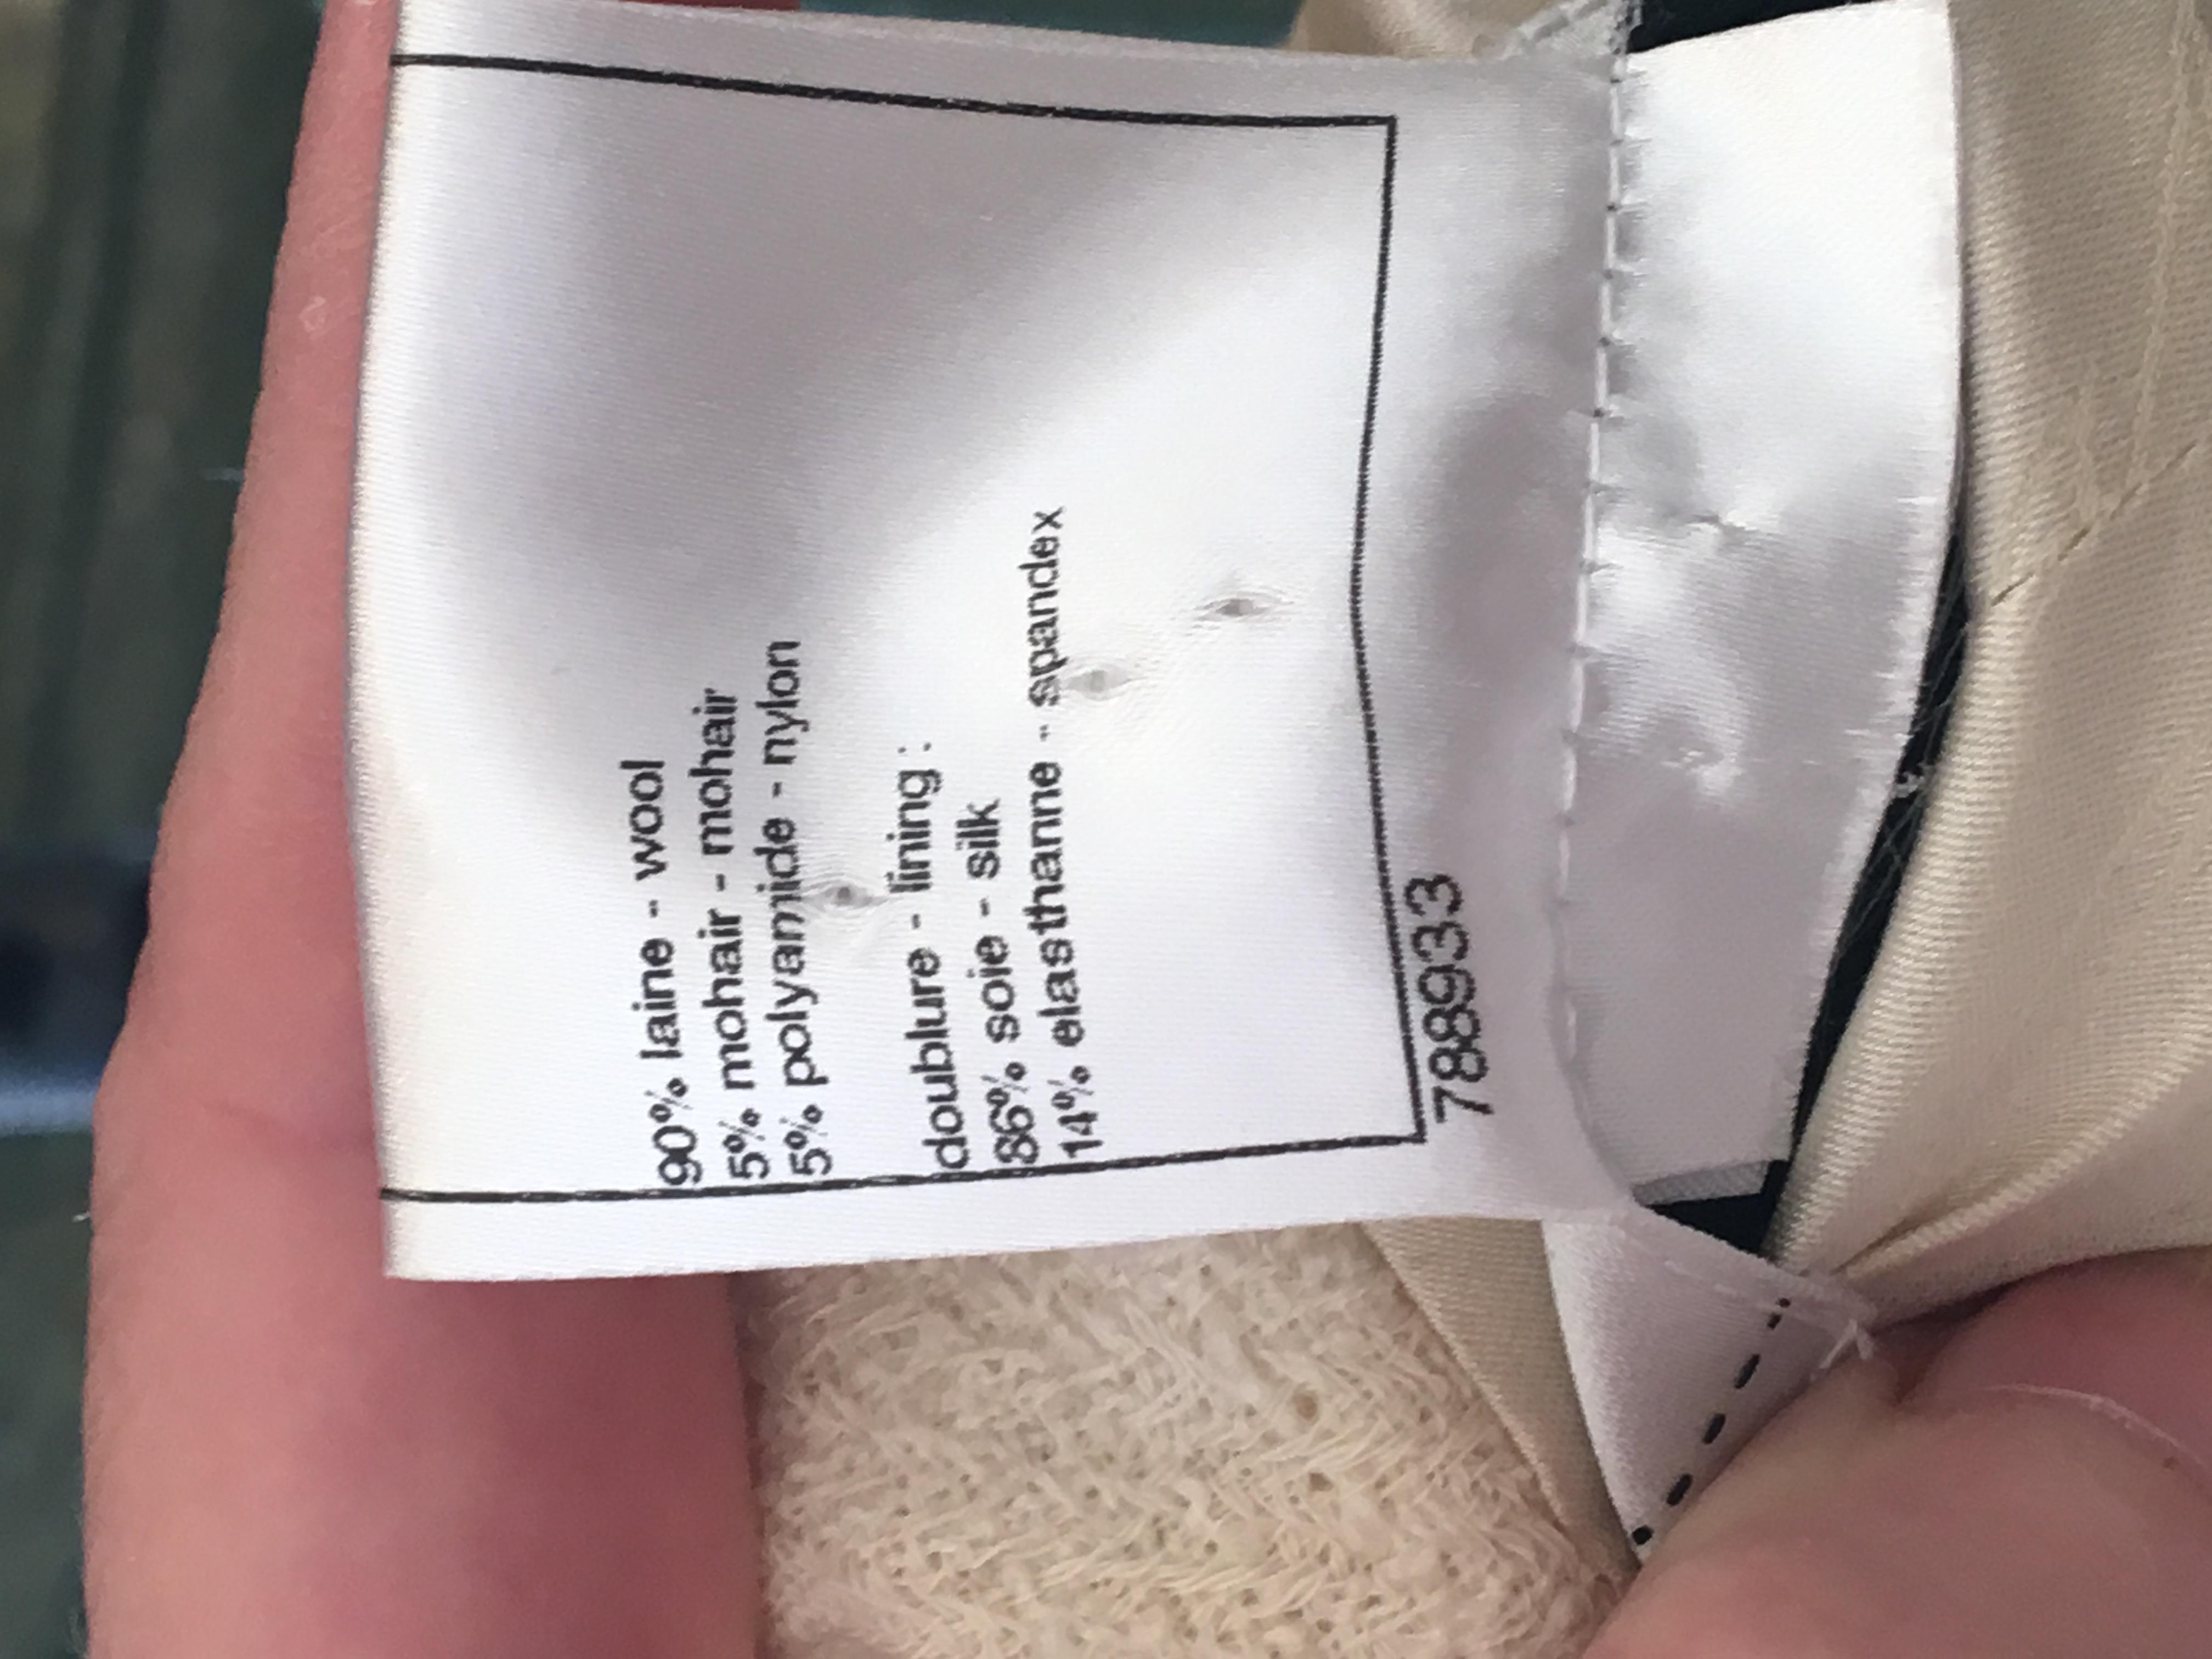 90% laine - wool
5% mohair - mohair
5% polyamide - nylon
doublure - lining :
86% soie - silk
14% elasthanne - spandex
788933